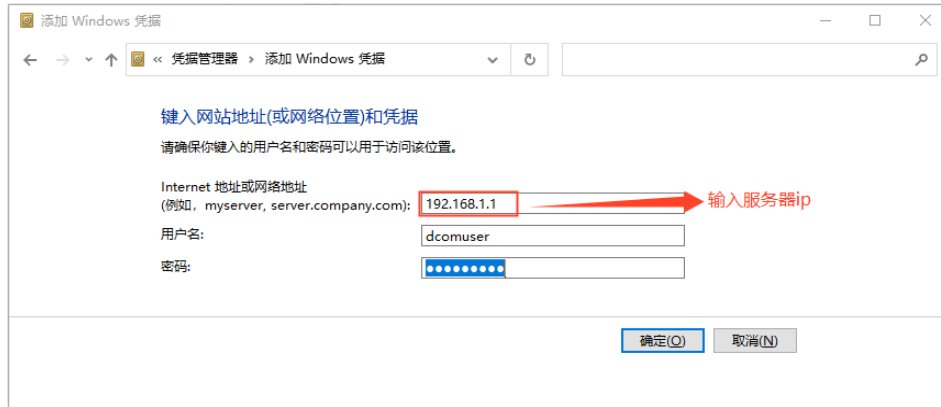 添加 Windows 凭据
« 凭据管理器 › 添加 Windows 凭据
键入网站地址(或网络位置)和凭据
请确保你键入的用户名和密码可以用于访问该位置。
Internet 地址或网络地址
(例如，myserver, server.company.com): 192.168.1.1 输入服务器ip
用户名: dcomuser
密码: ●●●●●●●●●
确定(O) 取消(N)